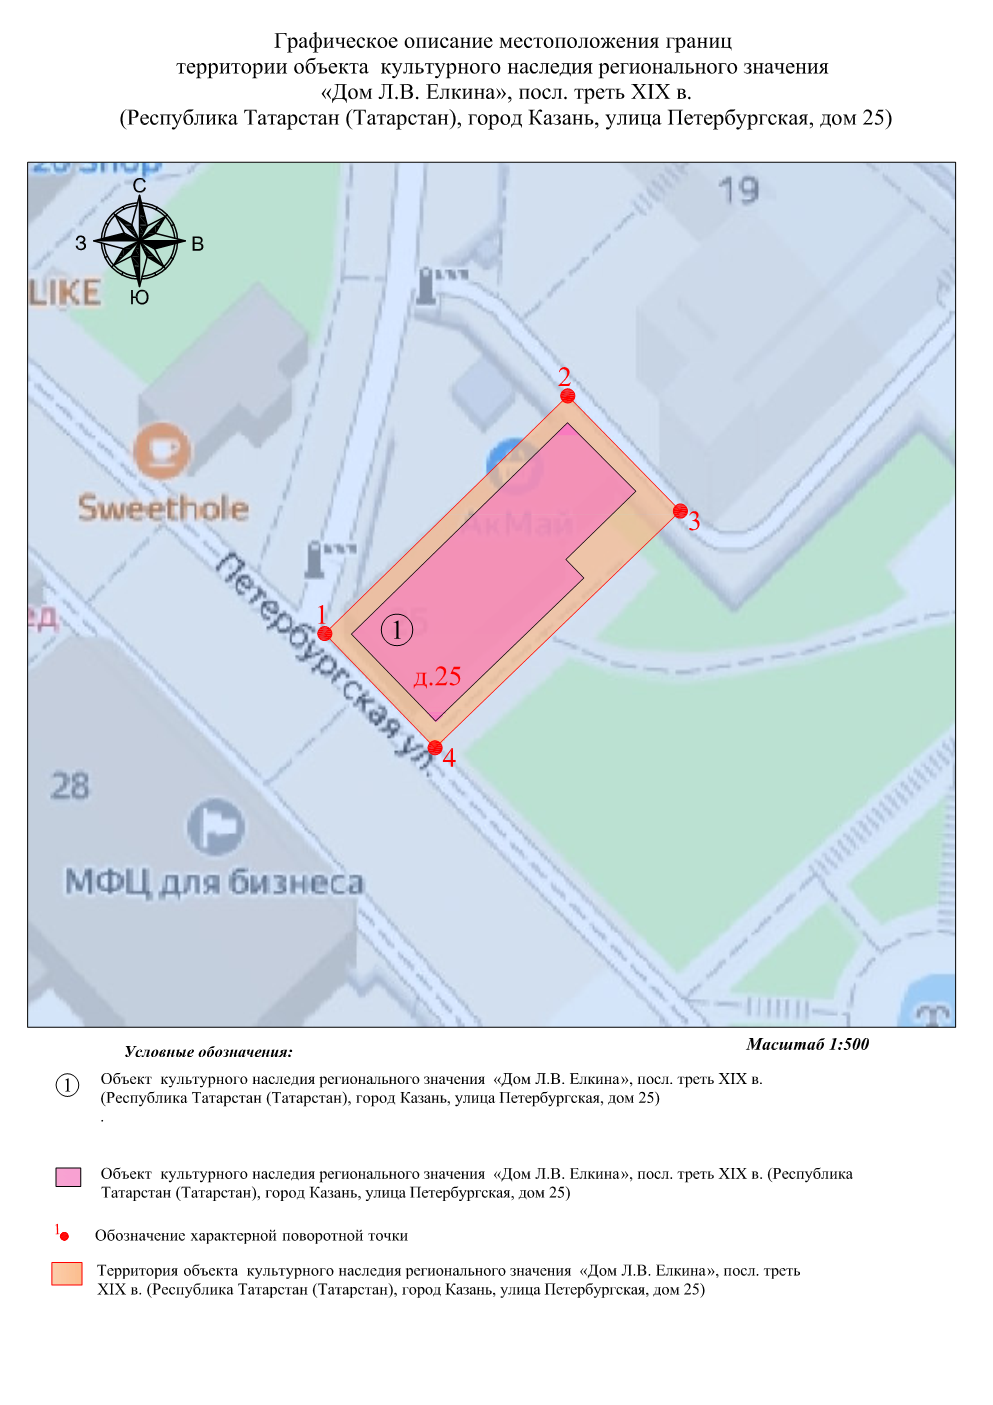 Графическое описание местоположения границ
территории объекта культурного наследия регионального значения
«Дом Л.В. Елкина», посл. треть XIX в.
(Республика Татарстан (Татарстан), город Казань, улица Петербургская, дом 25)
С
З
В
Ю
19
LIKE
Sweethole
2
АкМай
3
Петербургская ул.
ед
1
1
д.25
4
28
МФЦ для бизнеса
Масштаб 1:500
Условные обозначения:
1
Объект культурного наследия регионального значения «Дом Л.В. Елкина», посл. треть XIX в.
(Республика Татарстан (Татарстан), город Казань, улица Петербургская, дом 25)
.
Объект культурного наследия регионального значения «Дом Л.В. Елкина», посл. треть XIX в. (Республика
Татарстан (Татарстан), город Казань, улица Петербургская, дом 25)
1
Обозначение характерной поворотной точки
Территория объекта культурного наследия регионального значения «Дом Л.В. Елкина», посл. треть
XIX в. (Республика Татарстан (Татарстан), город Казань, улица Петербургская, дом 25)